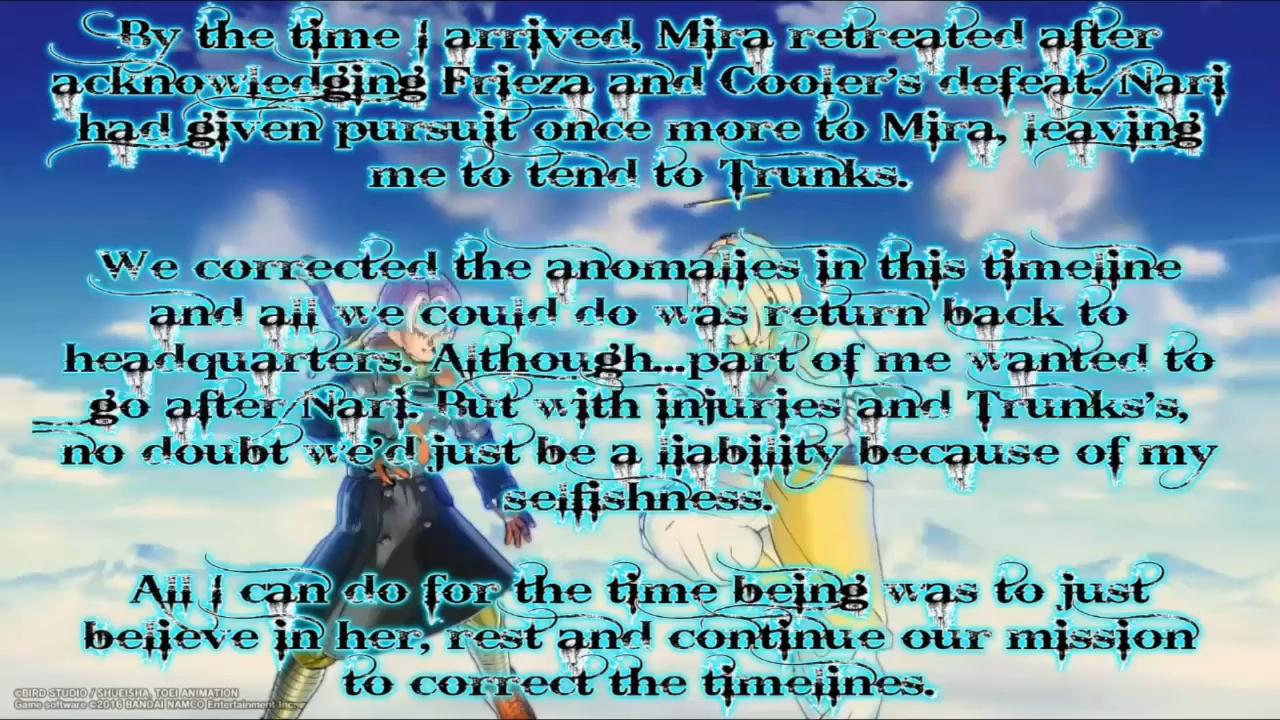 By the time I arrived, Mira retreated after
acknowledging Frieza and Cooler's defeat. Nari
had given pursuit once more to Mira, leaving
me to tend to Trunks.
We corrected the anomalies in this timeline
and all we could do was return back to
headquarters. Although...part of me wanted to
go after Nari. But with injuries and Trunks's,
no doubt we'd just be a liability because of my
selfishness.
All I can do for the time being was to just
believe in her, rest and continue our mission
to correct the timelines.
©BIRD STUDIO / SHUEISHA, TOEI ANIMATION
Game software ©2016 BANDAI NAMCO Entertainment Inc.